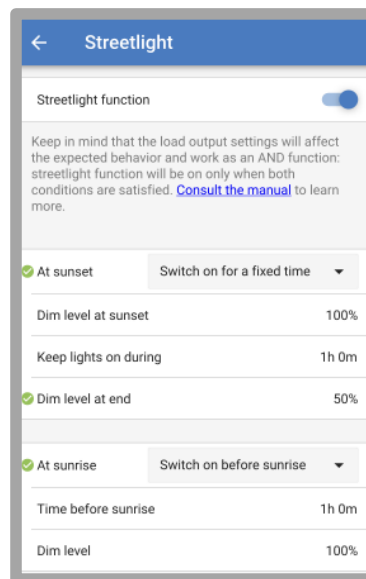 Streetlight
Streetlight function
Keep in mind that the load output settings will affect
the expected behavior and work as an AND function:
streetlight function will be on only when both
conditions are satisfied. Consult the manual to learn
more.
At sunset Switch on for a fixed time
Dim level at sunset 100%
Keep lights on during 1h 0m
Dim level at end 50%
At sunrise Switch on before sunrise
Time before sunrise 1h 0m
Dim level 100%